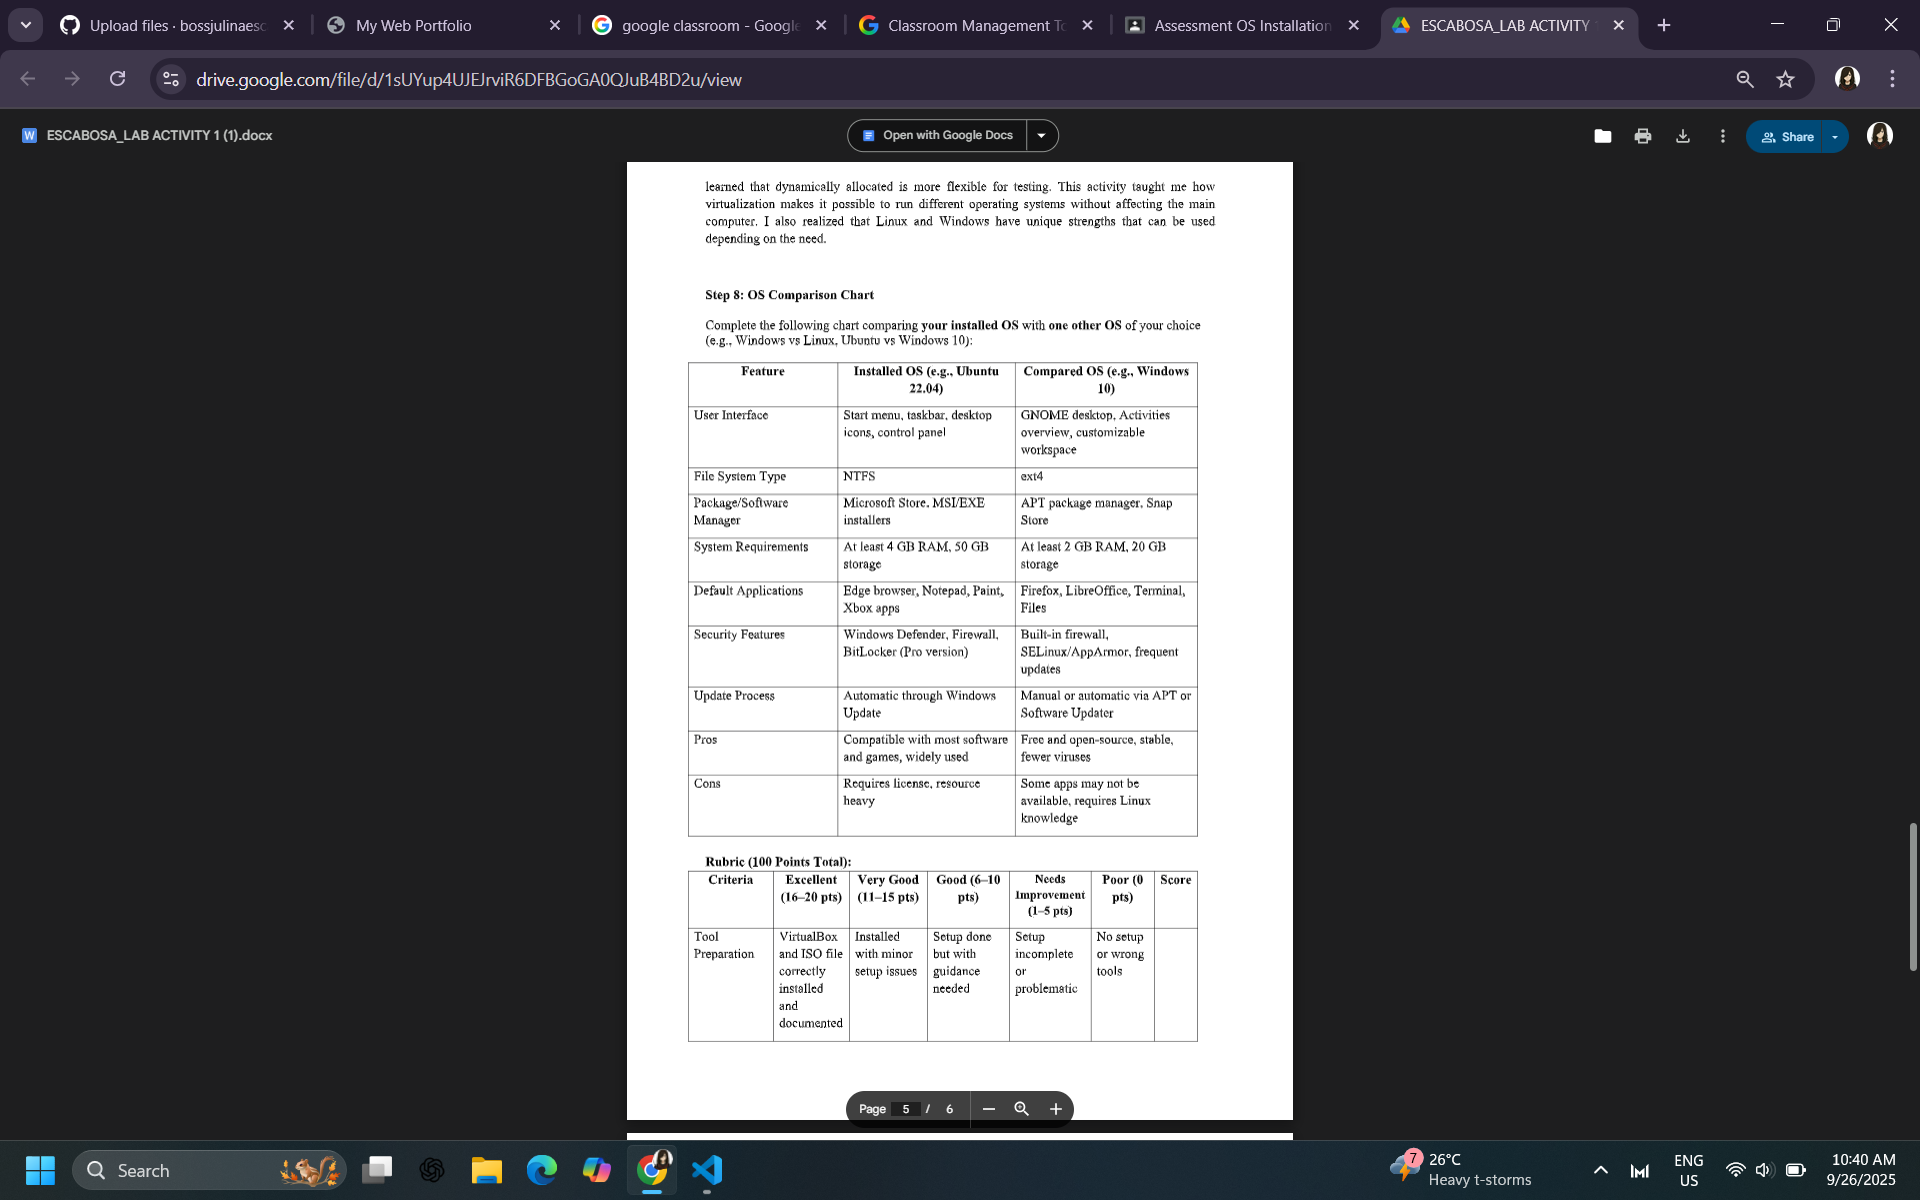 Upload files · bossjulinaesc
My Web Portfolio
google classroom - Google
Classroom Management To
Assessment OS Installation
ESCABOSA_LAB ACTIVITY
drive.google.com/file/d/1sUYup4UJEJrviR6DFBGoGA0QJuB4BD2u/view
W ESCABOSA_LAB ACTIVITY 1 (1).docx
Open with Google Docs
Share
learned that dynamically allocated is more flexible for testing. This activity taught me how
virtualization makes it possible to run different operating systems without affecting the main
computer. I also realized that Linux and Windows have unique strengths that can be used
depending on the need.
Step 8: OS Comparison Chart
Complete the following chart comparing your installed OS with one other OS of your choice
(e.g., Windows vs Linux, Ubuntu vs Windows 10):
Feature
Installed OS (e.g., Ubuntu
22.04)
Compared OS (e.g., Windows
10)
User Interface
Start menu, taskbar, desktop
icons, control panel
GNOME desktop, Activities
overview, customizable
workspace
File System Type
NTFS
ext4
Package/Software
Manager
Microsoft Store, MSI/EXE
installers
APT package manager, Snap
Store
System Requirements
At least 4 GB RAM, 50 GB
storage
At least 2 GB RAM, 20 GB
storage
Default Applications
Edge browser, Notepad, Paint,
Xbox apps
Firefox, LibreOffice, Terminal,
Files
Security Features
Windows Defender, Firewall,
BitLocker (Pro version)
Built-in firewall,
SELinux/AppArmor, frequent
updates
Update Process
Automatic through Windows
Update
Manual or automatic via APT or
Software Updater
Pros
Compatible with most software
and games, widely used
Free and open-source, stable,
fewer viruses
Cons
Requires license, resource
heavy
Some apps may not be
available, requires Linux
knowledge
Rubric (100 Points Total):
Criteria
Excellent
(16–20 pts)
Very Good
(11–15 pts)
Good (6–10
pts)
Needs
Improvement
(1–5 pts)
Poor (0
pts)
Score
Tool
Preparation
VirtualBox
and ISO file
correctly
installed
and
documented
Installed
with minor
setup issues
Setup done
but with
guidance
needed
Setup
incomplete
or
problematic
No setup
or wrong
tools
Page 5 / 6
Search
7
26°C
Heavy t-storms
ENG
US
10:40 AM
9/26/2025